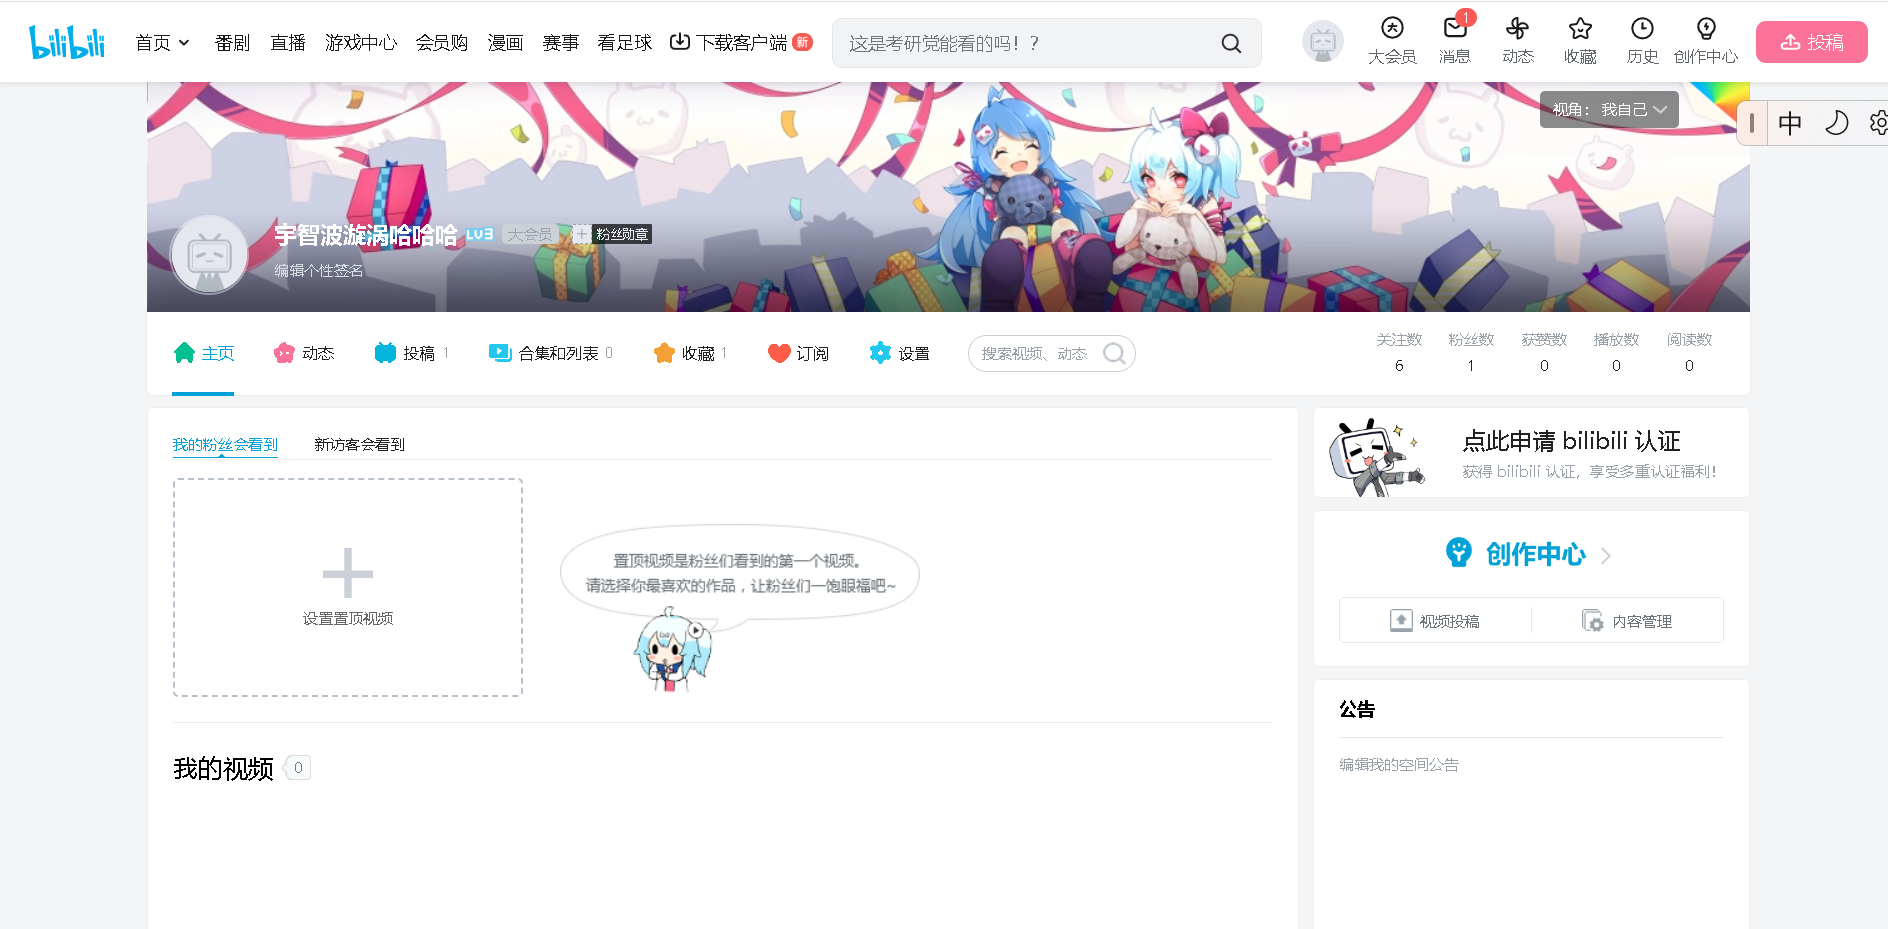 bilibili 首页 番剧 直播 游戏中心 会员购 漫画 赛事 看足球 下载客户端 新 这是考研党能看的吗！？ 大会员 消息 1 动态 收藏 历史 创作中心 投稿
视角： 我自己
中
宇智波漩涡哈哈哈 LV3 大会员 粉丝勋章
编辑个性签名
主页 动态 投稿 1 合集和列表 0 收藏 1 订阅 设置 搜索视频、动态
关注数 粉丝数 获赞数 播放数 阅读数
6 1 0 0 0
我的粉丝会看到 新访客会看到
设置置顶视频
置顶视频是粉丝们看到的第一个视频。
请选择你最喜欢的作品，让粉丝们一饱眼福吧~
我的视频 0
点此申请 bilibili 认证
获得 bilibili 认证，享受多重认证福利！
创作中心
视频投稿 内容管理
公告
编辑我的空间公告